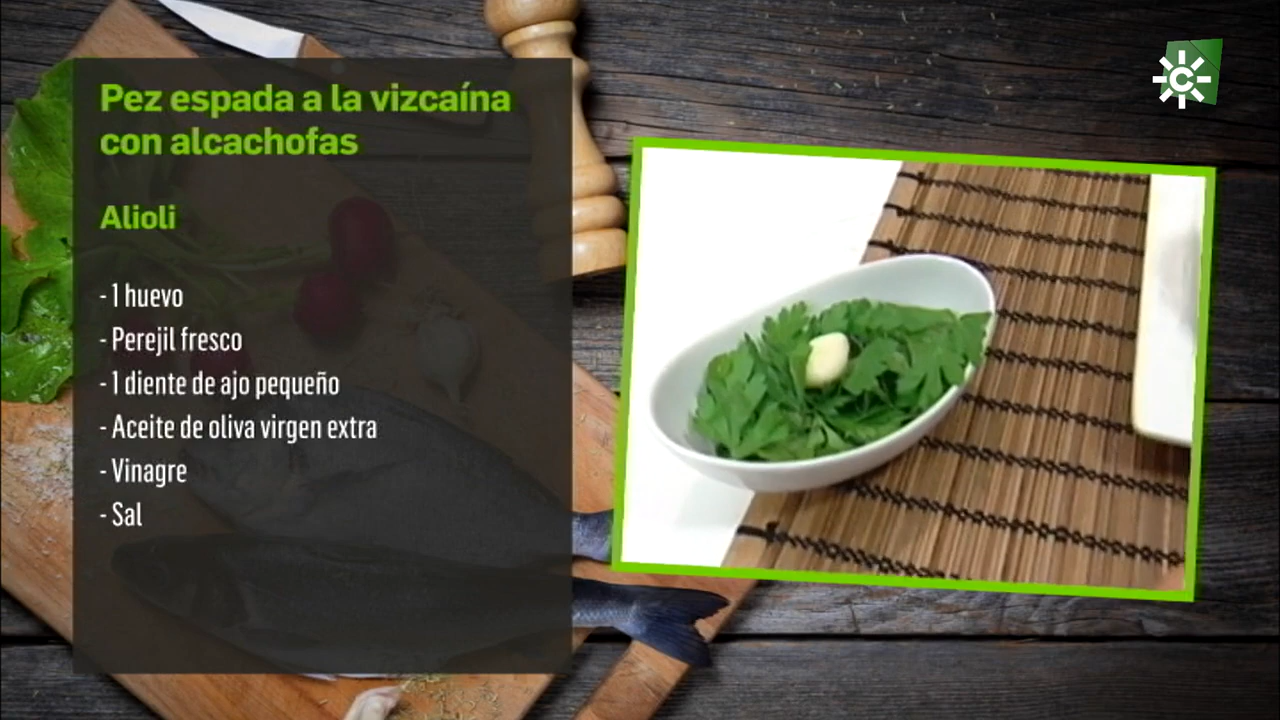 Pez espada a la vizcaína
con alcachofas
Alioli
- 1 huevo
- Perejil fresco
- 1 diente de ajo pequeño
- Aceite de oliva virgen extra
- Vinagre
- Sal
C